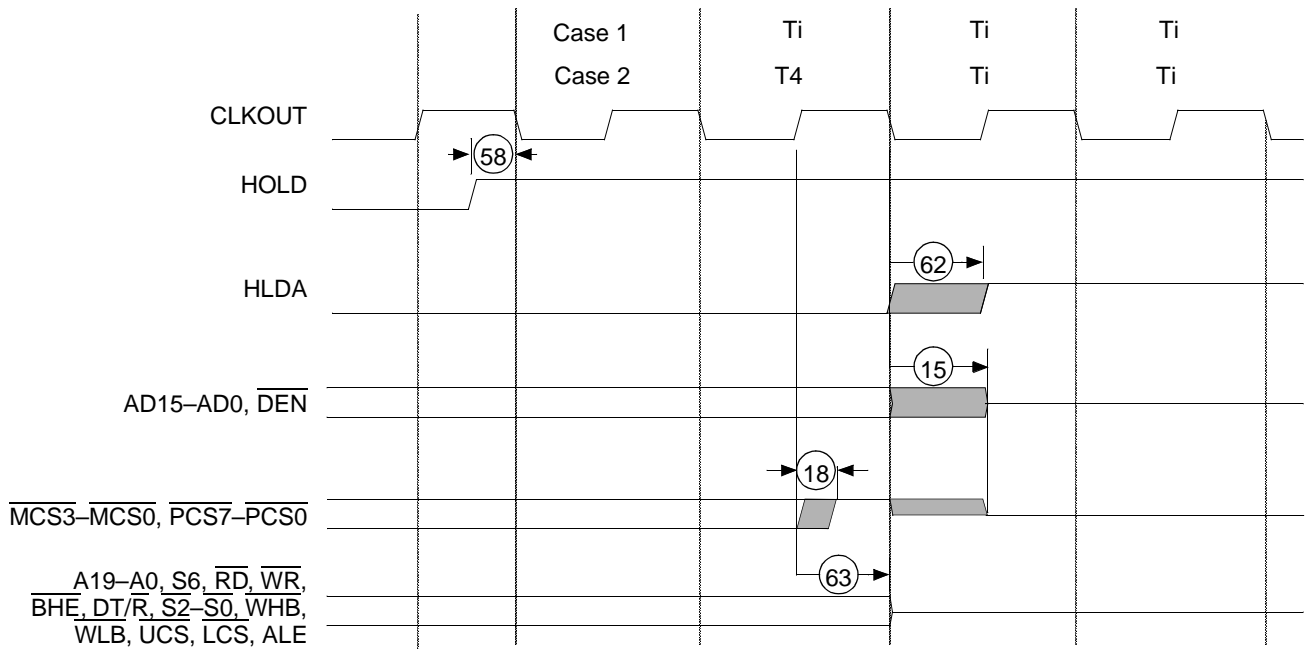 Case 1 Ti Ti Ti
Case 2 T4 Ti Ti
CLKOUT
58
HOLD
62
HLDA
15
AD15–AD0, DEN
18
MCS3–MCS0, PCS7–PCS0
63
A19–A0, S6, RD, WR,
BHE, DT/R, S2–S0, WHB,
WLB, UCS, LCS, ALE